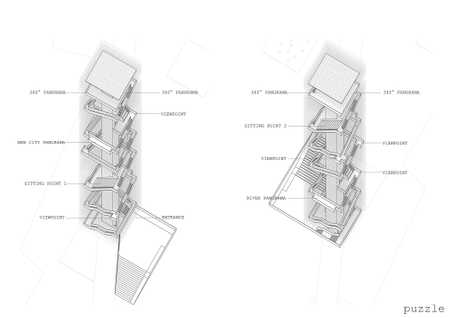 360° PANORAMA
360° PANORAMA
VIEWPOINT
NEW CITY PANORAMA
SITTING POINT 1
VIEWPOINT
ENTRANCE
360° PANORAMA
360° PANORAMA
SITTING POINT 2
VIEWPOINT
VIEWPOINT
VIEWPOINT
RIVER PANORAMA
puzzle